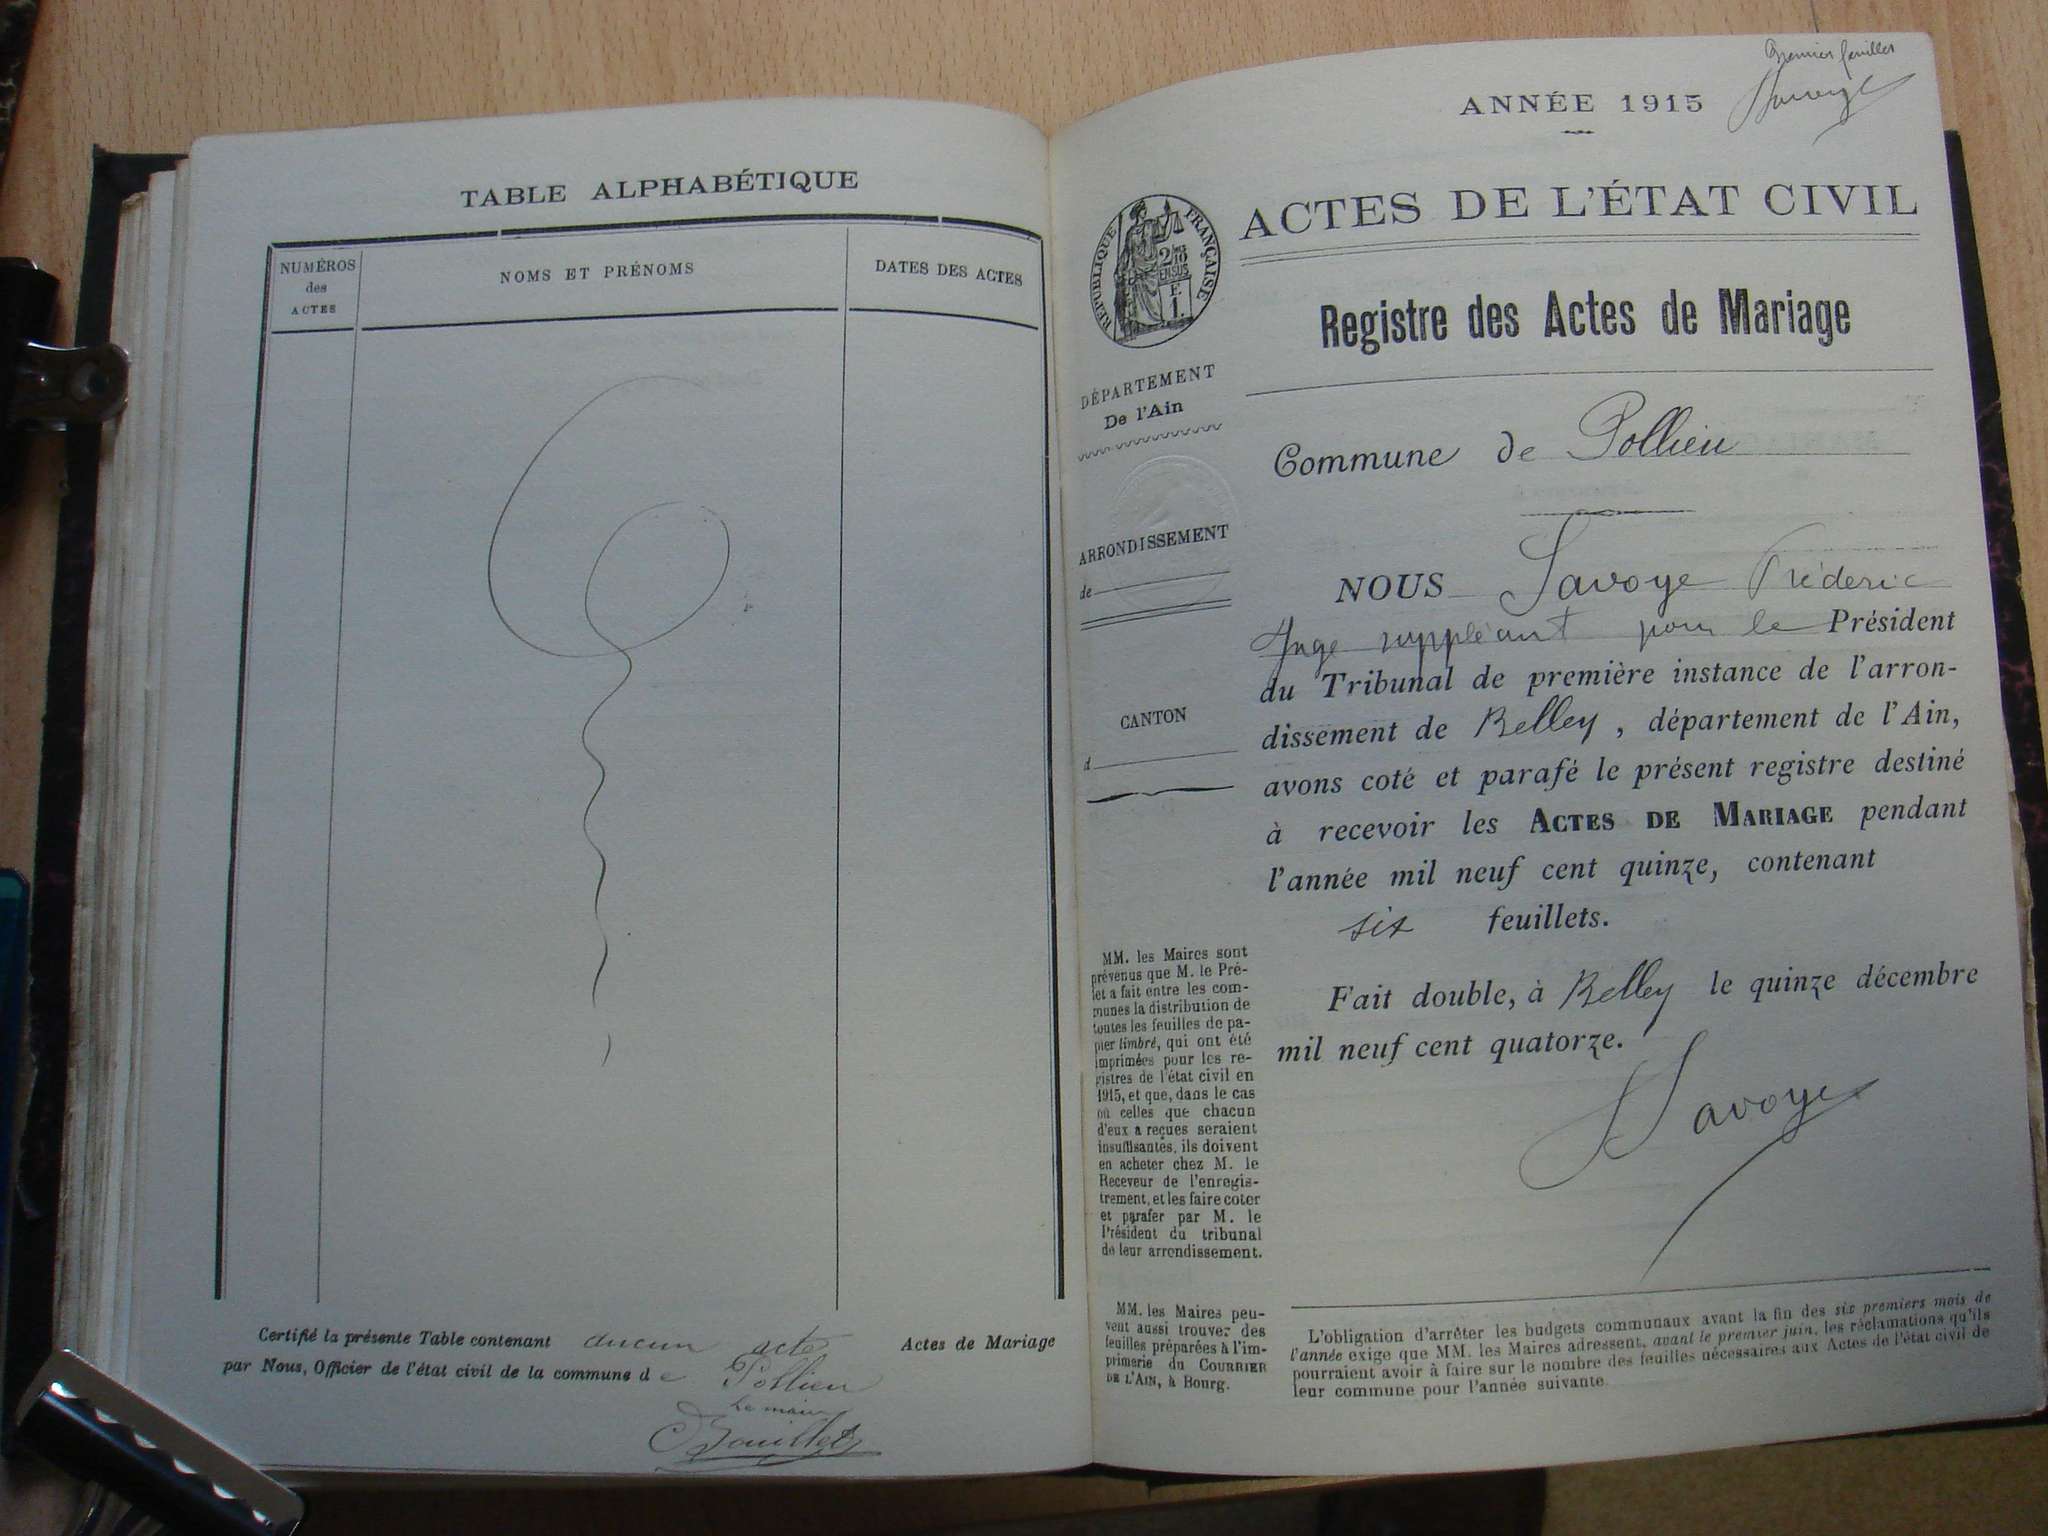 TABLE ALPHABÉTIQUE
NUMÉROS
des
ACTES
NOMS ET PRÉNOMS
DATES DES ACTES
Certifié la présente Table contenant aucun acte Actes de Mariage
par Nous, Officier de l'état civil de la commune de Pollieu
Le maire
Bouillet
Premier feuillet
Savoye
ANNÉE 1915
ACTES DE L'ÉTAT CIVIL
RÉPUBLIQUE FRANÇAISE
2/10
EN SUS
E.
1.
Registre des Actes de Mariage
DÉPARTEMENT
De l'Ain
Commune de Pollieu
ARRONDISSEMENT
de
CANTON
d
NOUS Savoye Fréderic
Juge suppléant pour le Président
du Tribunal de première instance de l'arron-
dissement de Belley, département de l'Ain,
avons coté et parafé le présent registre destiné
à recevoir les ACTES DE MARIAGE pendant
l'année mil neuf cent quinze, contenant
six feuillets.
Fait double, à Belley le quinze décembre
mil neuf cent quatorze.
Savoye
MM. les Maires sont
prévenus que M. le Pré-
fet a fait entre les com-
munes la distribution de
toutes les feuilles de pa-
pier timbré, qui ont été
imprimées pour les re-
gistres de l'état civil en
1915, et que, dans le cas
où celles que chacun
d'eux a reçues seraient
insuffisantes, ils doivent
en acheter chez M. le
Receveur de l'enregis-
trement, et les faire coter
et parafer par M. le
Président du tribunal
de leur arrondissement.
MM. les Maires peu-
vent aussi trouver des
feuilles préparées à l'im-
primerie du COURRIER
DE L'AIN, à Bourg.
L'obligation d'arrêter les budgets communaux avant la fin des six premiers mois de
l'année exige que MM. les Maires adressent, avant le premier juin, les réclamations qu'ils
pourraient avoir à faire sur le nombre des feuilles nécessaires aux Actes de l'état civil de
leur commune pour l'année suivante.